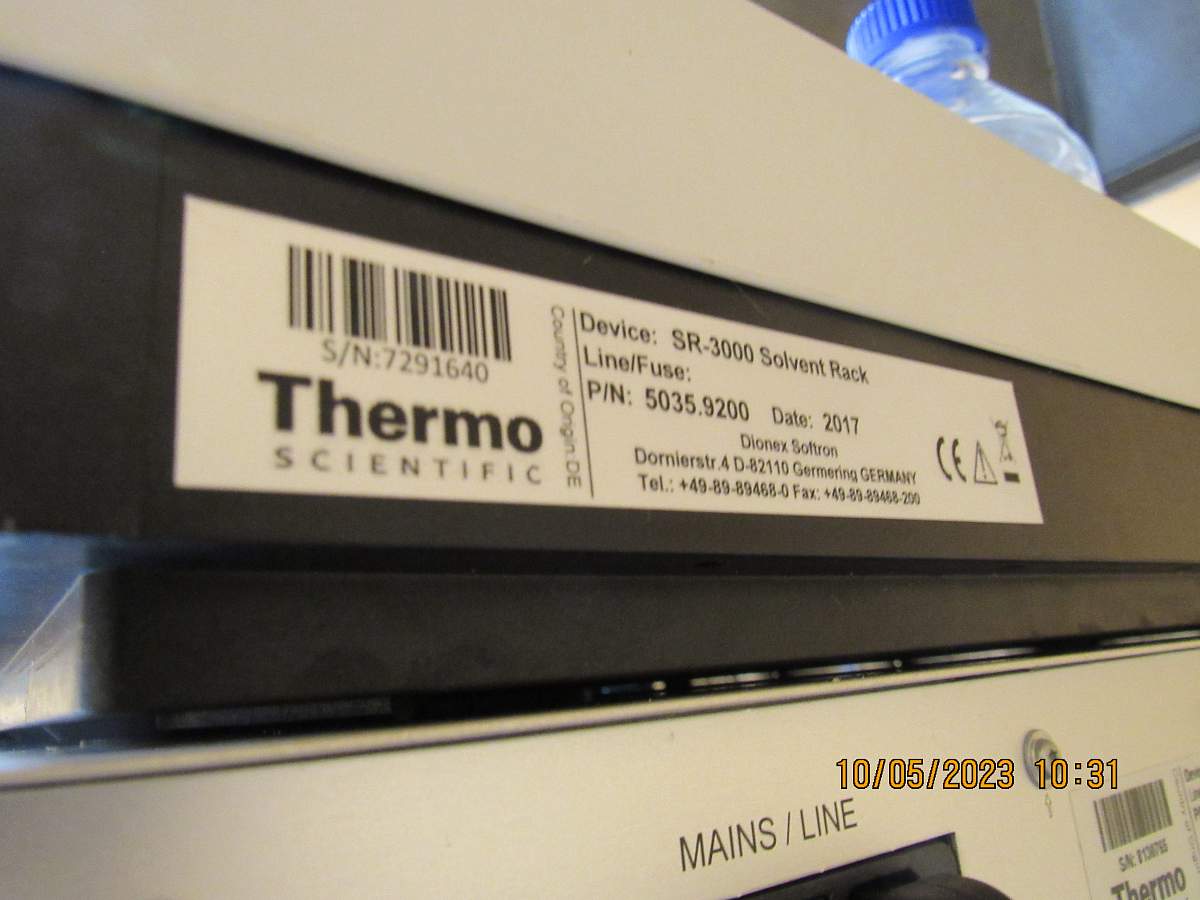 S/N:7291640
Thermo
SCIENTIFIC
Country of Origin:DE
Device: SR-3000 Solvent Rack
Line/Fuse:
P/N: 5035.9200 Date: 2017
Dionex Softron
Dornierstr.4 D-82110 Germering GERMANY
Tel.: +49-89-89468-0 Fax: +49-89-89468-200
CE
10/05/2023 10:31
MAINS / LINE
S/N:
Thermo